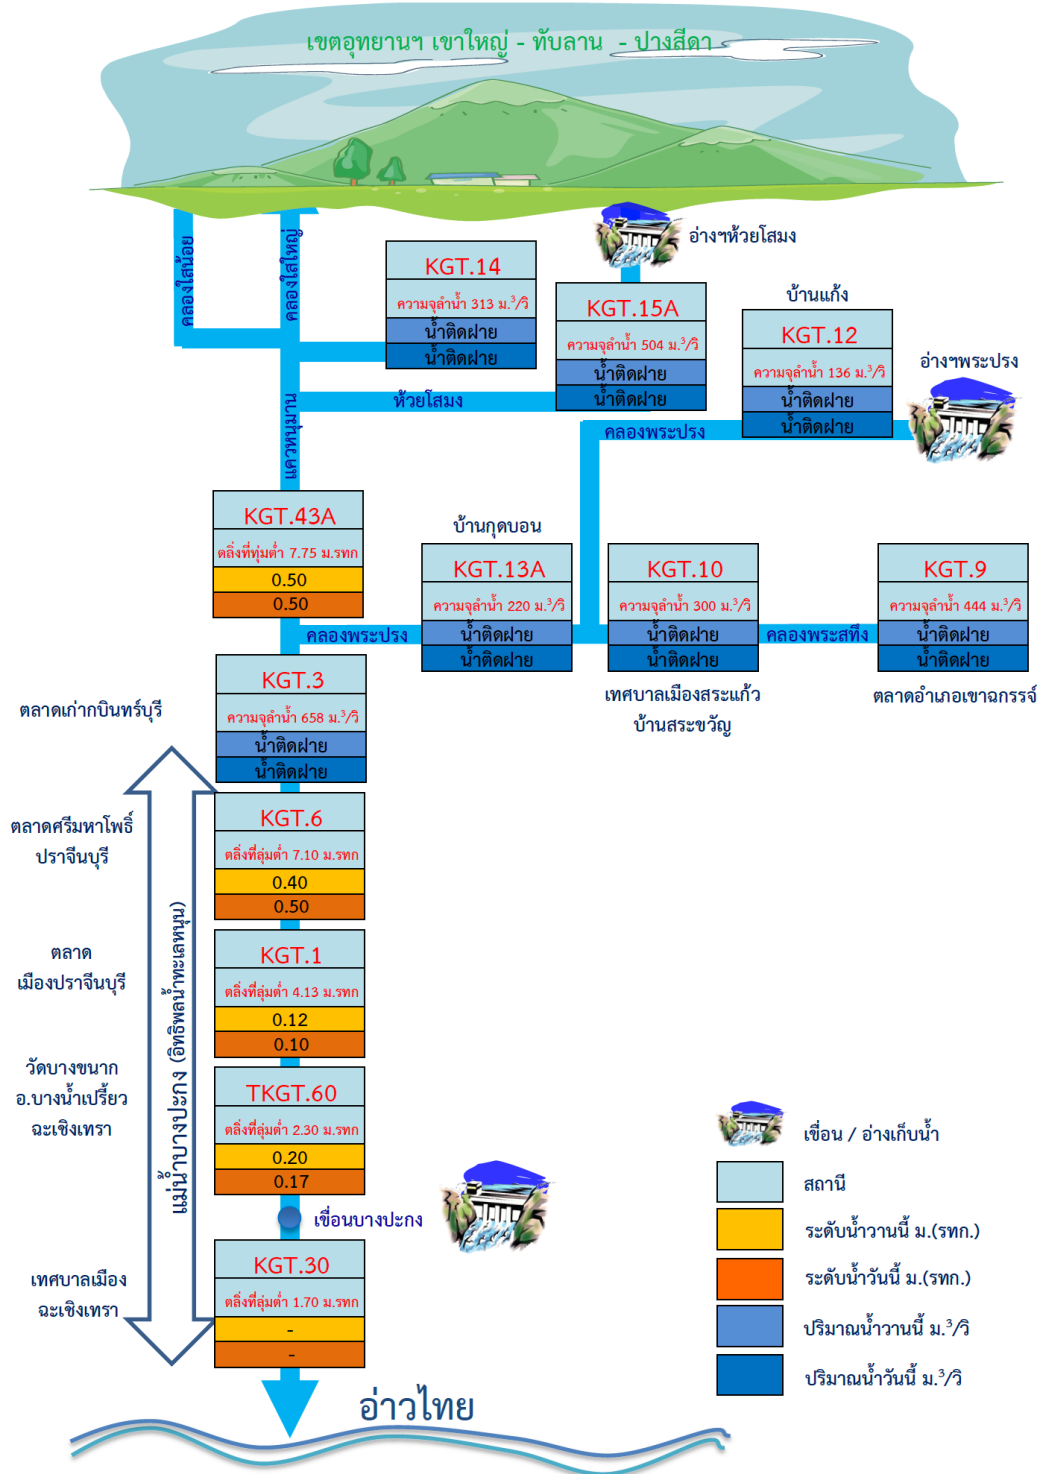 เขตอุทยานฯ เขาใหญ่ - ทับลาน - ปางสีดา
คลองใสน้อย
คลองใสใหญ่
อ่างฯห้วยโสมง
KGT.14
ความจุลำน้ำ 313 ม.³/วิ
น้ำติดฝาย
น้ำติดฝาย
KGT.15A
ความจุลำน้ำ 504 ม.³/วิ
น้ำติดฝาย
น้ำติดฝาย
บ้านแก้ง
KGT.12
ความจุลำน้ำ 136 ม.³/วิ
น้ำติดฝาย
น้ำติดฝาย
อ่างฯพระปรง
ห้วยโสมง
แควหนุมาน
คลองพระปรง
KGT.43A
ตลิ่งที่ทุ่มต่ำ 7.75 ม.รทก
0.50
0.50
บ้านกุดบอน
KGT.13A
ความจุลำน้ำ 220 ม.³/วิ
น้ำติดฝาย
น้ำติดฝาย
KGT.10
ความจุลำน้ำ 300 ม.³/วิ
น้ำติดฝาย
น้ำติดฝาย
KGT.9
ความจุลำน้ำ 444 ม.³/วิ
น้ำติดฝาย
น้ำติดฝาย
คลองพระปรง
คลองพระสทึง
เทศบาลเมืองสระแก้ว
บ้านสระขวัญ
ตลาดอำเภอเขาฉกรรจ์
ตลาดเก่ากบินทร์บุรี
KGT.3
ความจุลำน้ำ 658 ม.³/วิ
น้ำติดฝาย
น้ำติดฝาย
ตลาดศรีมหาโพธิ์
ปราจีนบุรี
KGT.6
ตลิ่งที่ลุ่มต่ำ 7.10 ม.รทก
0.40
0.50
แม่น้ำบางปะกง (อิทธิพลน้ำทะเลหนุน)
ตลาด
เมืองปราจีนบุรี
KGT.1
ตลิ่งที่ลุ่มต่ำ 4.13 ม.รทก
0.12
0.10
วัดบางขนาก
อ.บางน้ำเปรี้ยว
ฉะเชิงเทรา
TKGT.60
ตลิ่งที่ลุ่มต่ำ 2.30 ม.รทก
0.20
0.17
เขื่อนบางปะกง
เทศบาลเมือง
ฉะเชิงเทรา
KGT.30
ตลิ่งที่ลุ่มต่ำ 1.70 ม.รทก
-
-
อ่าวไทย
เขื่อน / อ่างเก็บน้ำ
สถานี
ระดับน้ำวานนี้ ม.(รทก.)
ระดับน้ำวันนี้ ม.(รทก.)
ปริมาณน้ำวานนี้ ม.³/วิ
ปริมาณน้ำวันนี้ ม.³/วิ